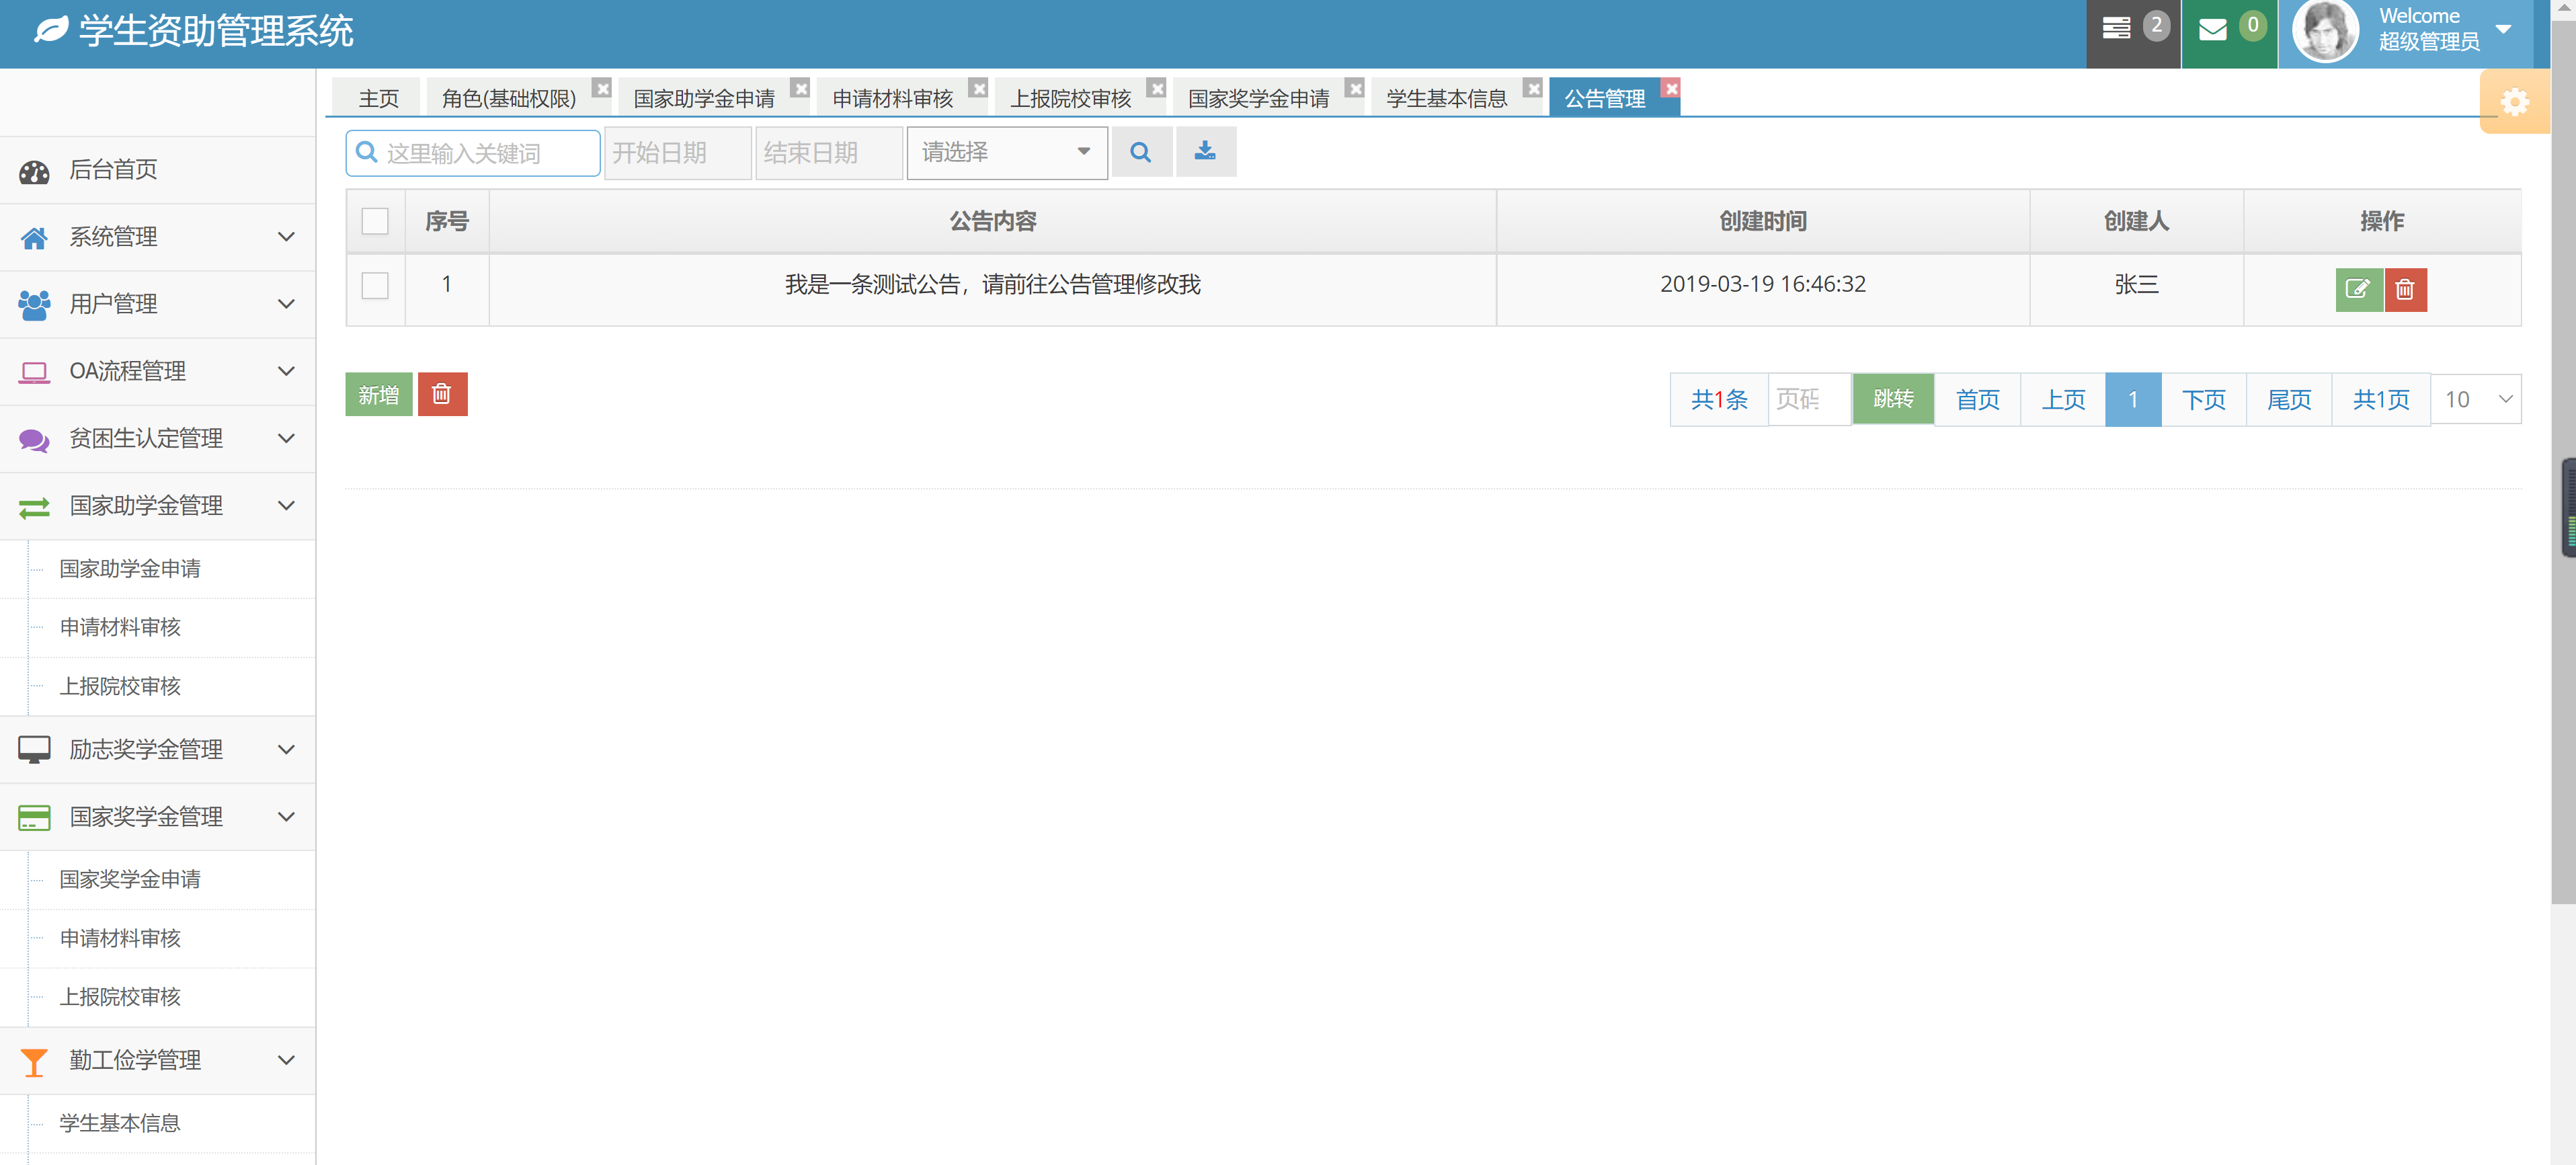 学生资助管理系统
2
0
Welcome
超级管理员
主页
角色(基础权限)
国家助学金申请
申请材料审核
上报院校审核
国家奖学金申请
学生基本信息
公告管理
这里输入关键词
开始日期
结束日期
请选择
后台首页
系统管理
用户管理
OA流程管理
贫困生认定管理
国家助学金管理
国家助学金申请
申请材料审核
上报院校审核
励志奖学金管理
国家奖学金管理
国家奖学金申请
申请材料审核
上报院校审核
勤工俭学管理
学生基本信息
序号 公告内容 创建时间 创建人 操作
1 我是一条测试公告，请前往公告管理修改我 2019-03-19 16:46:32 张三
新增
共1条 页码 跳转 首页 上页 1 下页 尾页 共1页 10